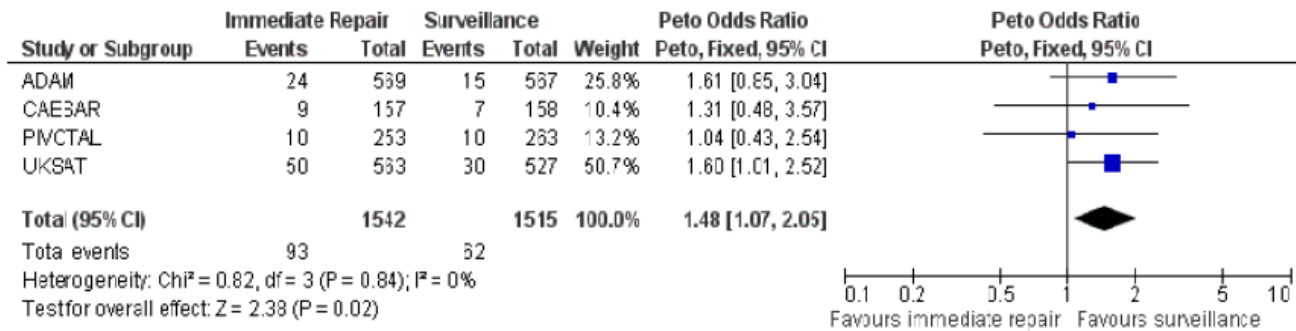 Immediate Repair Surveillance Peto Odds Ratio Peto Odds Ratio
Study or Subgroup Events Total Events Total Weight Peto, Fixed, 95% CI Peto, Fixed, 95% CI
ADAM 24 569 15 567 25.8% 1.61 [0.85, 3.04]
CAESAR 9 157 7 158 10.4% 1.31 [0.48, 3.57]
PIVOTAL 10 253 10 263 13.2% 1.04 [0.43, 2.54]
UKSAT 50 563 30 527 50.7% 1.60 [1.01, 2.52]
Total (95% CI) 1542 1515 100.0% 1.48 [1.07, 2.05]
Total events 93 62
Heterogeneity: Chi² = 0.82, df = 3 (P = 0.84); I² = 0%
Test for overall effect: Z = 2.38 (P = 0.02)
0.1 0.2 0.5 1 2 5 10
Favours immediate repair Favours surveillance